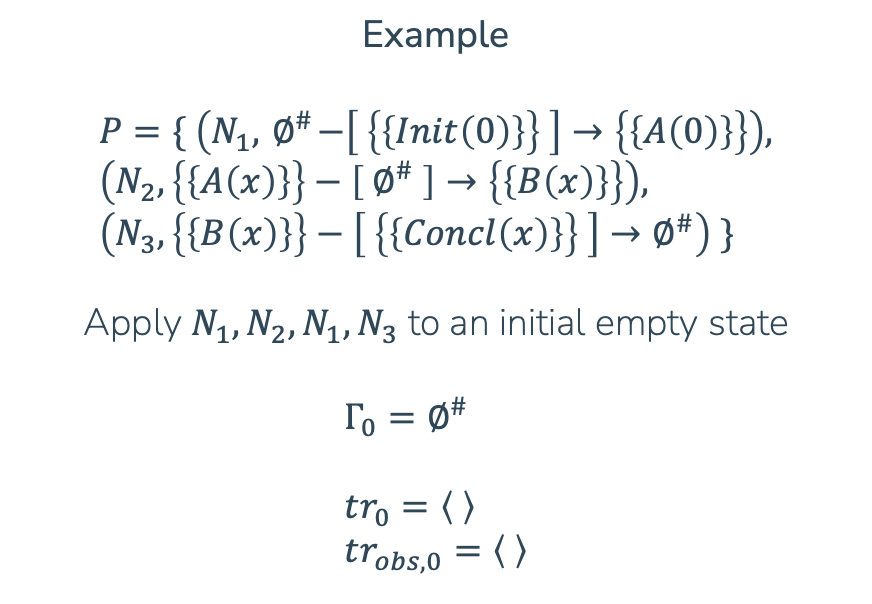 Example
P = { (N₁, ∅# −[ {{Init(0)}} ] → {{A(0)}}),
(N₂, {{A(x)}} − [ ∅# ] → {{B(x)}}),
(N₃, {{B(x)}} − [ {{Concl(x)}} ] → ∅#) }
Apply N₁, N₂, N₁, N₃ to an initial empty state
Γ₀ = ∅#
tr₀ = ⟨ ⟩
tr_obs,0 = ⟨ ⟩